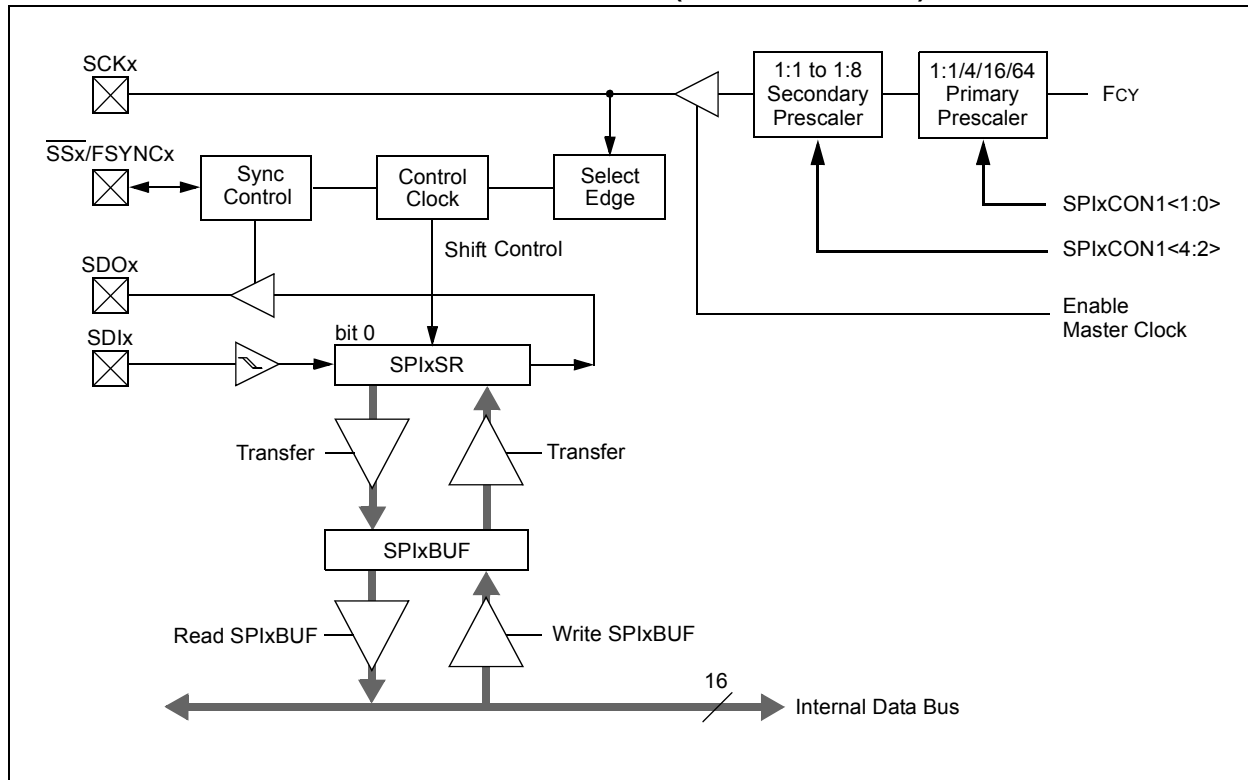 SCKx
1:1 to 1:8
Secondary
Prescaler
1:1/4/16/64
Primary
Prescaler
FCY
SSx/FSYNCx
Sync
Control
Control
Clock
Select
Edge
SPIxCON1<1:0>
Shift Control
SPIxCON1<4:2>
SDOx
Enable
Master Clock
SDIx
bit 0
SPIxSR
Transfer
Transfer
SPIxBUF
Read SPIxBUF
Write SPIxBUF
16
Internal Data Bus